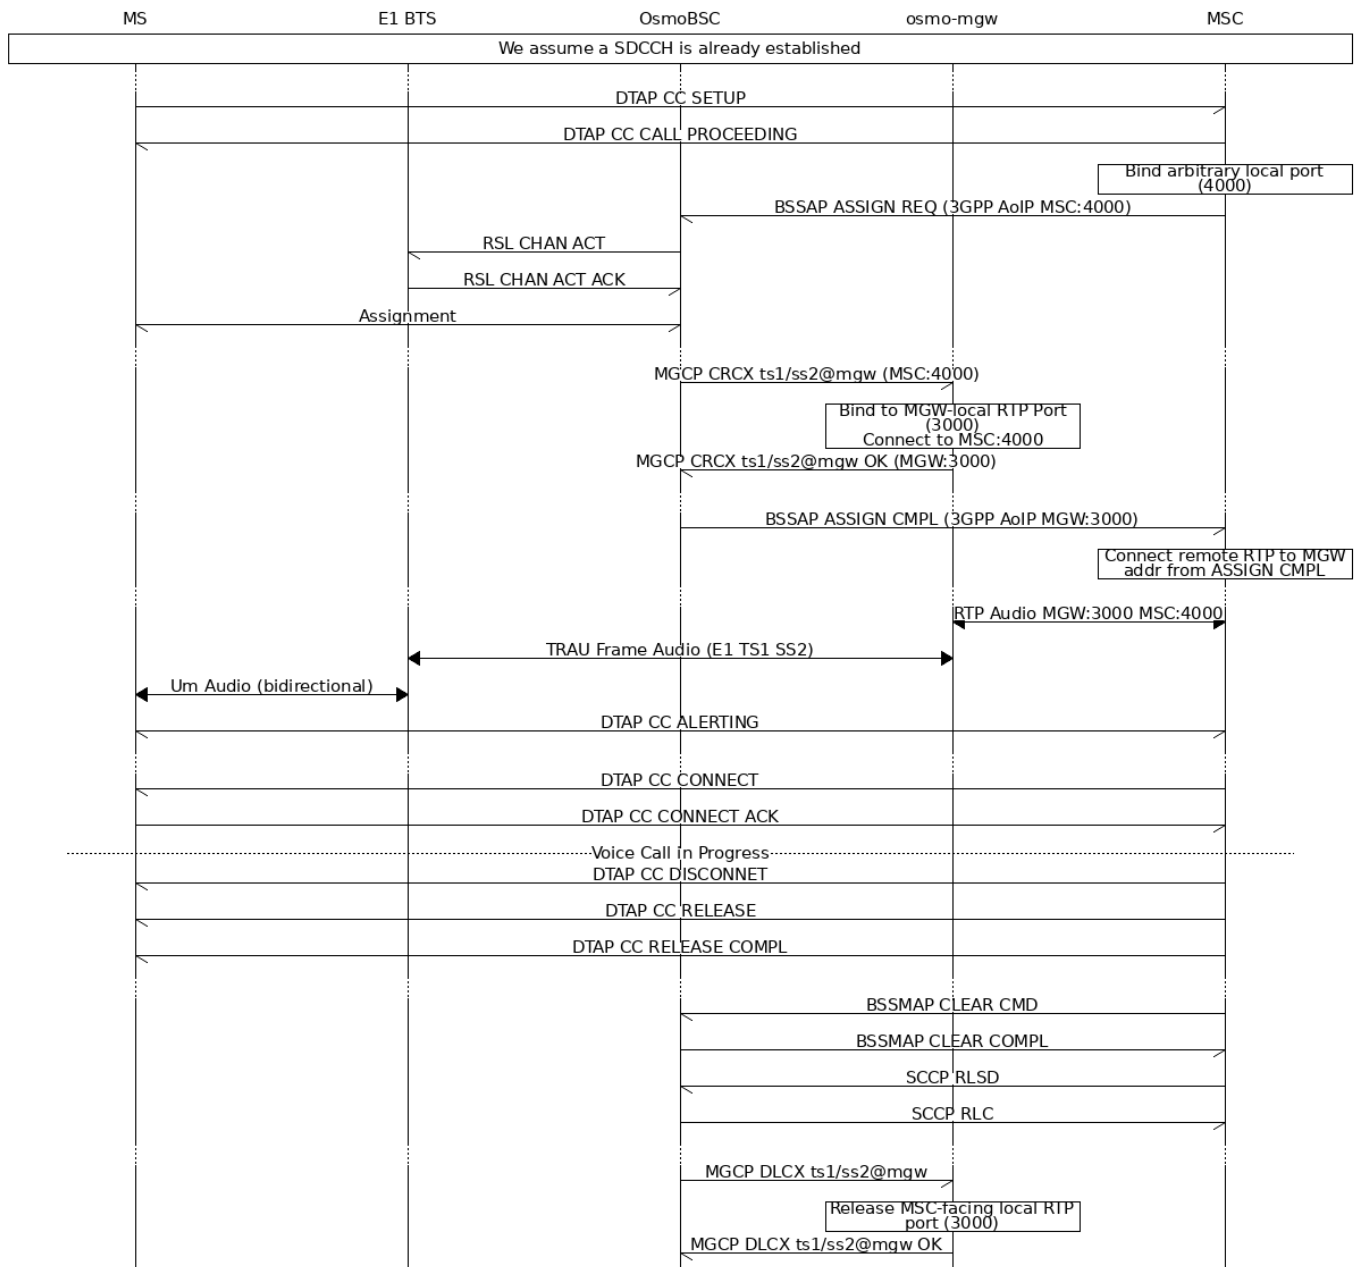 MS E1 BTS OsmoBSC osmo-mgw MSC
We assume a SDCCH is already established
DTAP CC SETUP
DTAP CC CALL PROCEEDING
Bind arbitrary local port
(4000)
BSSAP ASSIGN REQ (3GPP AoIP MSC:4000)
RSL CHAN ACT
RSL CHAN ACT ACK
Assignment
MGCP CRCX ts1/ss2@mgw (MSC:4000)
Bind to MGW-local RTP Port
(3000)
Connect to MSC:4000
MGCP CRCX ts1/ss2@mgw OK (MGW:3000)
BSSAP ASSIGN CMPL (3GPP AoIP MGW:3000)
Connect remote RTP to MGW
addr from ASSIGN CMPL
RTP Audio MGW:3000 MSC:4000
TRAU Frame Audio (E1 TS1 SS2)
Um Audio (bidirectional)
DTAP CC ALERTING
DTAP CC CONNECT
DTAP CC CONNECT ACK
Voice Call in Progress
DTAP CC DISCONNET
DTAP CC RELEASE
DTAP CC RELEASE COMPL
BSSMAP CLEAR CMD
BSSMAP CLEAR COMPL
SCCP RLSD
SCCP RLC
MGCP DLCX ts1/ss2@mgw
Release MSC-facing local RTP
port (3000)
MGCP DLCX ts1/ss2@mgw OK